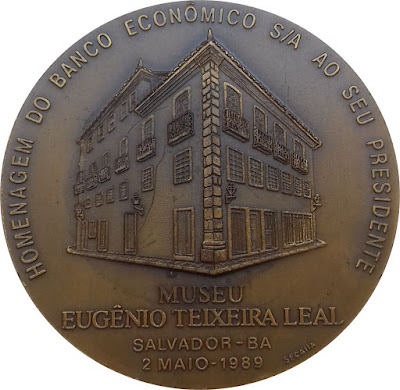 HOMENAGEM DO BANCO ECONÔMICO S/A AO SEU PRESIDENTE
MUSEU
EUGÊNIO TEIXEIRA LEAL
SALVADOR-BA
2 MAIO-1989